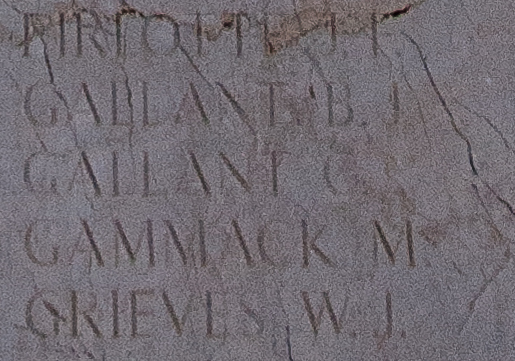 GALLANT B. J.
GALLANT C.
GAMMACK M.
GRIEVES W. J.